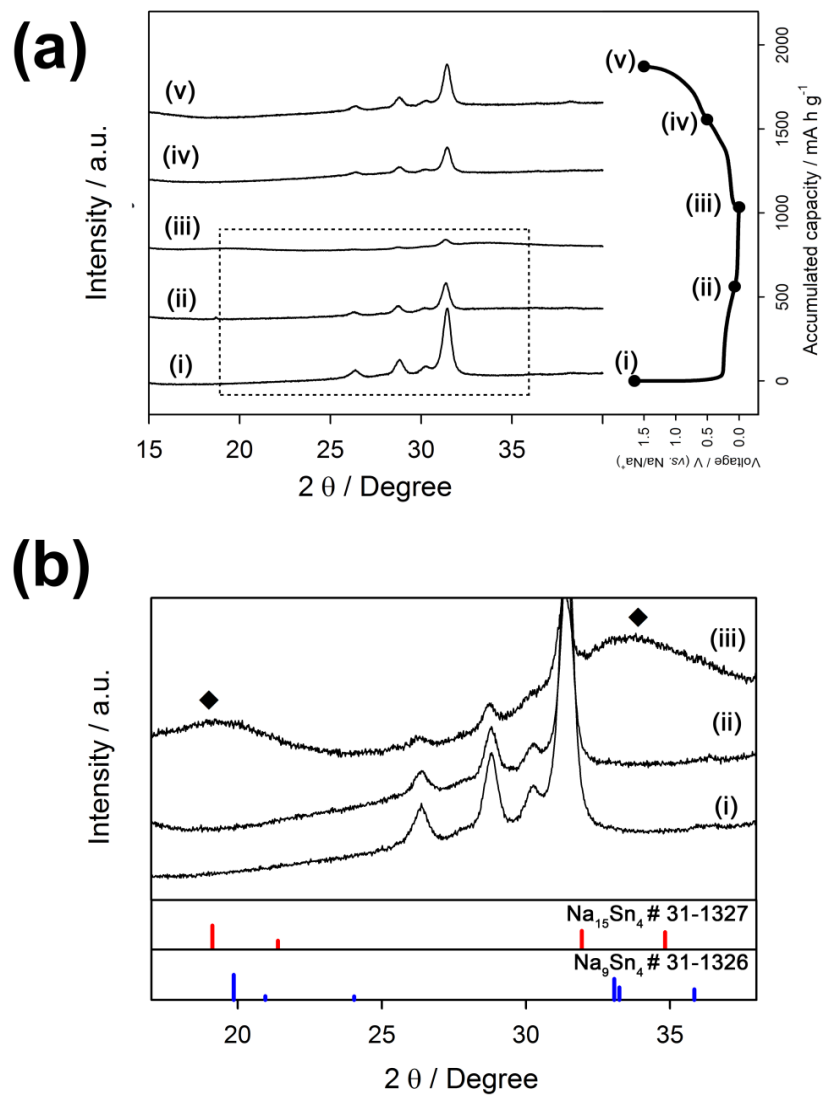 (a)
Intensity / a.u.
(v)
(iv)
(iii)
(ii)
(i)
15 20 25 30 35
2 θ / Degree
(v)
(iv)
(iii)
(ii)
(i)
2000
1500
1000
500
0
Accumulated capacity / mA h g⁻¹
1.5 1.0 0.5 0.0
Voltage / V (vs. Na/Na⁺)
(b)
Intensity / a.u.
(iii)
(ii)
(i)
Na₁₅Sn₄ # 31-1327
Na₉Sn₄ # 31-1326
20 25 30 35
2 θ / Degree